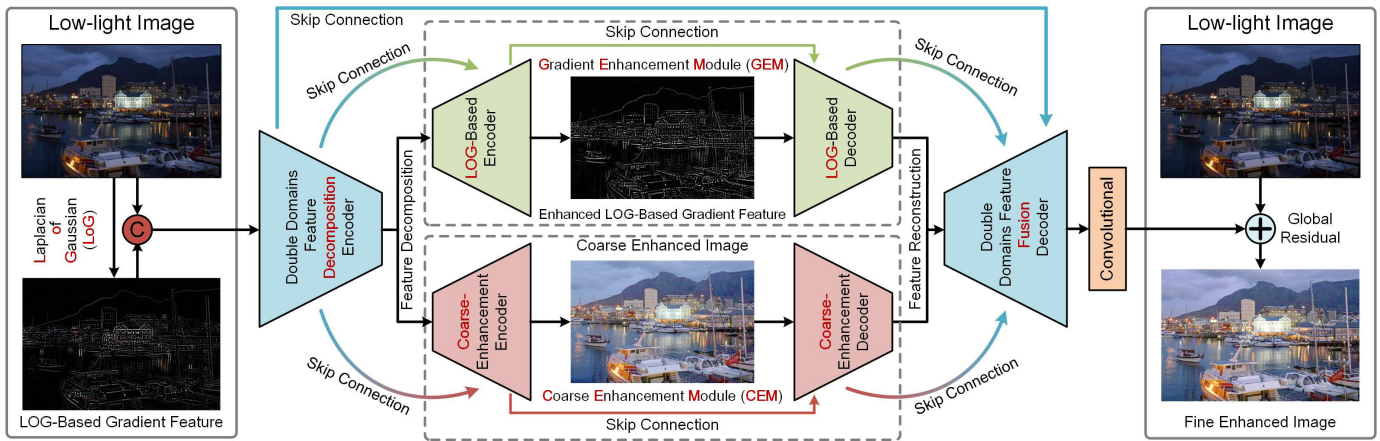 Low-light Image
Laplacian
of
Gaussian
(LoG)
C
LOG-Based Gradient Feature
Skip Connection
Skip Connection
Skip Connection
Double Domains
Feature
Decomposition
Encoder
Feature Decomposition
Skip Connection
Gradient Enhancement Module (GEM)
LOG-Based
Encoder
LOG-Based
Decoder
Enhanced LOG-Based Gradient Feature
Coarse Enhanced Image
Coarse-
Enhancement
Encoder
Coarse-
Enhancement
Decoder
Coarse Enhancement Module (CEM)
Skip Connection
Feature Reconstruction
Skip Connection
Skip Connection
Double
Domains Feature
Fusion
Decoder
Convolutional
Low-light Image
Global
Residual
Fine Enhanced Image